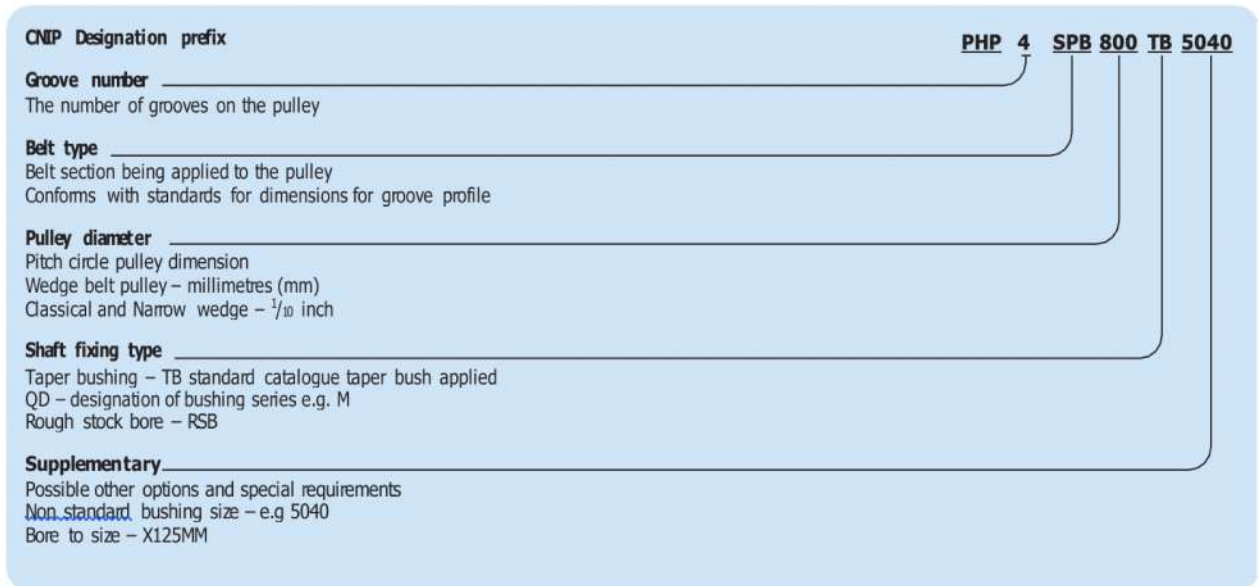 CNIP Designation prefix
PHP 4 SPB 800 TB 5040
Groove number
The number of grooves on the pulley
Belt type
Belt section being applied to the pulley
Conforms with standards for dimensions for groove profile
Pulley diameter
Pitch circle pulley dimension
Wedge belt pulley – millimetres (mm)
Classical and Narrow wedge – 1/10 inch
Shaft fixing type
Taper bushing – TB standard catalogue taper bush applied
QD – designation of bushing series e.g. M
Rough stock bore – RSB
Supplementary
Possible other options and special requirements
Non standard bushing size – e.g 5040
Bore to size – X125MM